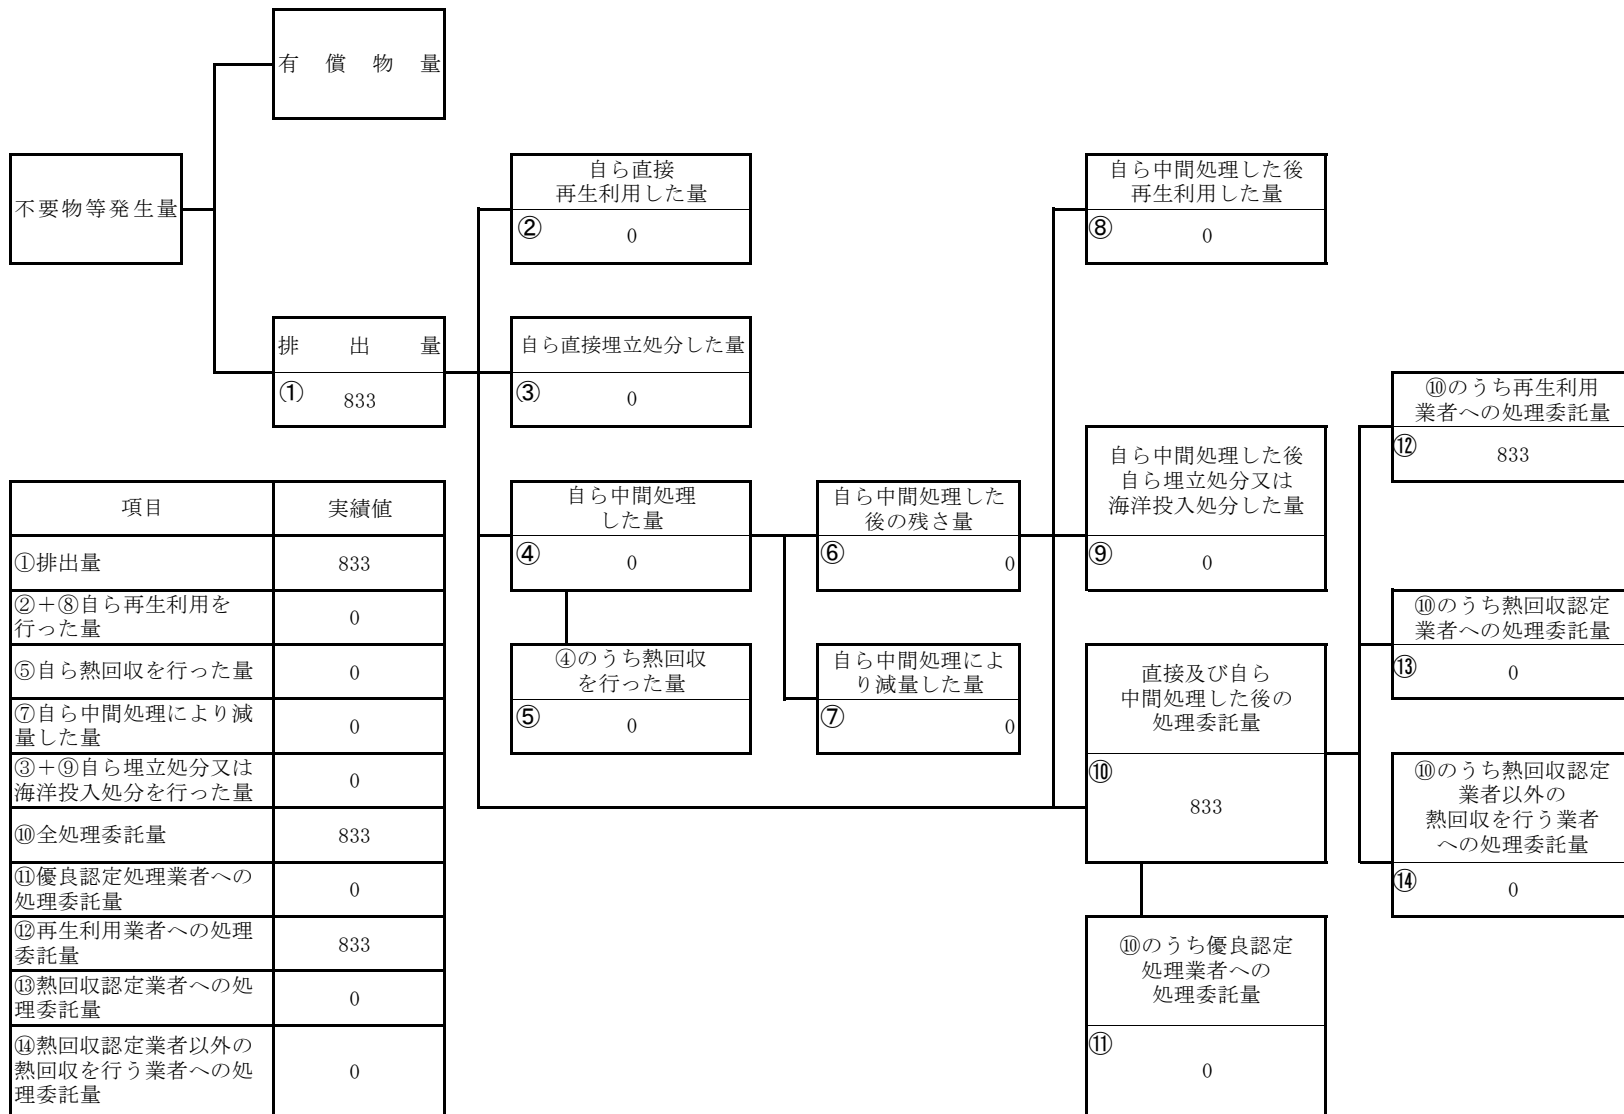 有償物量
不要物等発生量
排出量
①
833
自ら直接
再生利用した量
②
0
自ら直接埋立処分した量
③
0
自ら中間処理
した量
④
0
④のうち熱回収
を行った量
⑤
0
自ら中間処理した
後の残さ量
⑥
0
自ら中間処理によ
り減量した量
⑦
0
自ら中間処理した後
再生利用した量
⑧
0
自ら中間処理した後
自ら埋立処分又は
海洋投入処分した量
⑨
0
直接及び自ら
中間処理した後の
処理委託量
⑩
833
⑩のうち優良認定
処理業者への
処理委託量
⑪
0
⑩のうち再生利用
業者への処理委託量
⑫
833
⑩のうち熱回収認定
業者への処理委託量
⑬
0
⑩のうち熱回収認定
業者以外の
熱回収を行う業者
への処理委託量
⑭
0
項目 実績値
①排出量 833
②+⑧自ら再生利用を
行った量
0
⑤自ら熱回収を行った量 0
⑦自ら中間処理により減
量した量
0
③+⑨自ら埋立処分又は
海洋投入処分を行った量
0
⑩全処理委託量 833
⑪優良認定処理業者への
処理委託量
0
⑫再生利用業者への処理
委託量
833
⑬熱回収認定業者への処
理委託量
0
⑭熱回収認定業者以外の
熱回収を行う業者への処
理委託量
0